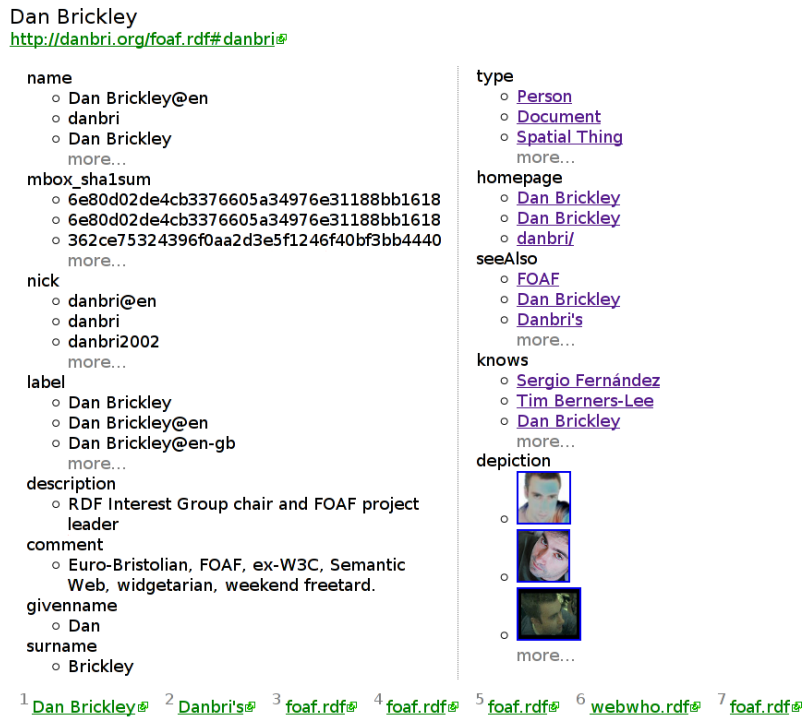 Dan Brickley
http://danbri.org/foaf.rdf#danbri
name
Dan Brickley@en
danbri
Dan Brickley
more...
mbox_sha1sum
6e80d02de4cb3376605a34976e31188bb1618
6e80d02de4cb3376605a34976e31188bb1618
362ce75324396f0aa2d3e5f1246f40bf3bb4440
more...
nick
danbri@en
danbri
danbri2002
more...
label
Dan Brickley
Dan Brickley@en
Dan Brickley@en-gb
more...
description
RDF Interest Group chair and FOAF project
leader
comment
Euro-Bristolian, FOAF, ex-W3C, Semantic
Web, widgetarian, weekend freetard.
givenname
Dan
surname
Brickley
type
Person
Document
Spatial Thing
more...
homepage
Dan Brickley
Dan Brickley
danbri/
seeAlso
FOAF
Dan Brickley
Danbri's
more...
knows
Sergio Fernández
Tim Berners-Lee
Dan Brickley
more...
depiction
more...
1 Dan Brickley 2 Danbri's 3 foaf.rdf 4 foaf.rdf 5 foaf.rdf 6 webwho.rdf 7 foaf.rdf